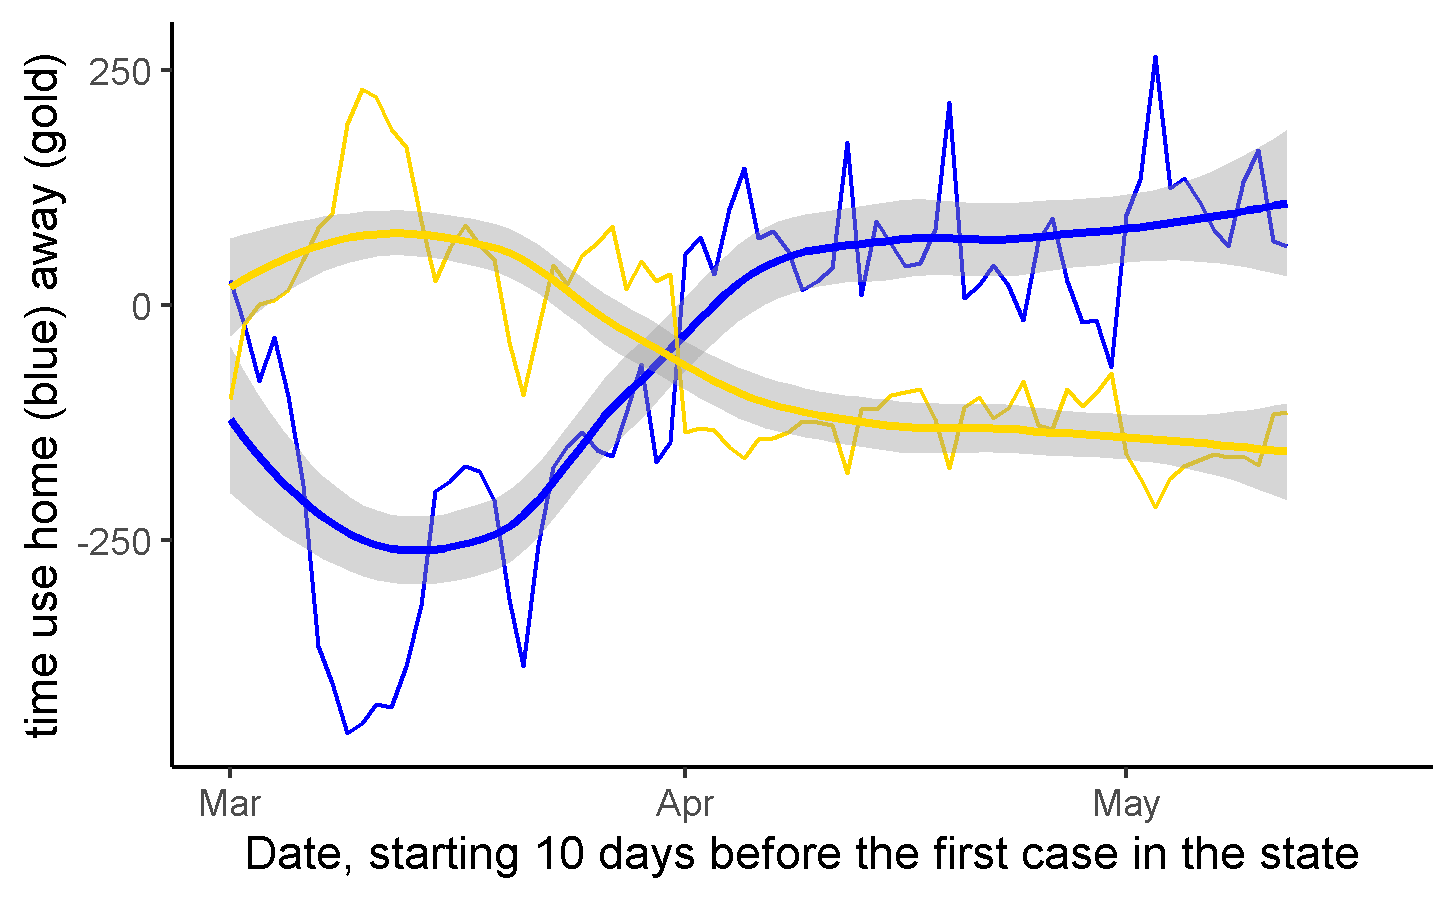 time use home (blue) away (gold)
250
0
-250
Mar
Apr
May
Date, starting 10 days before the first case in the state